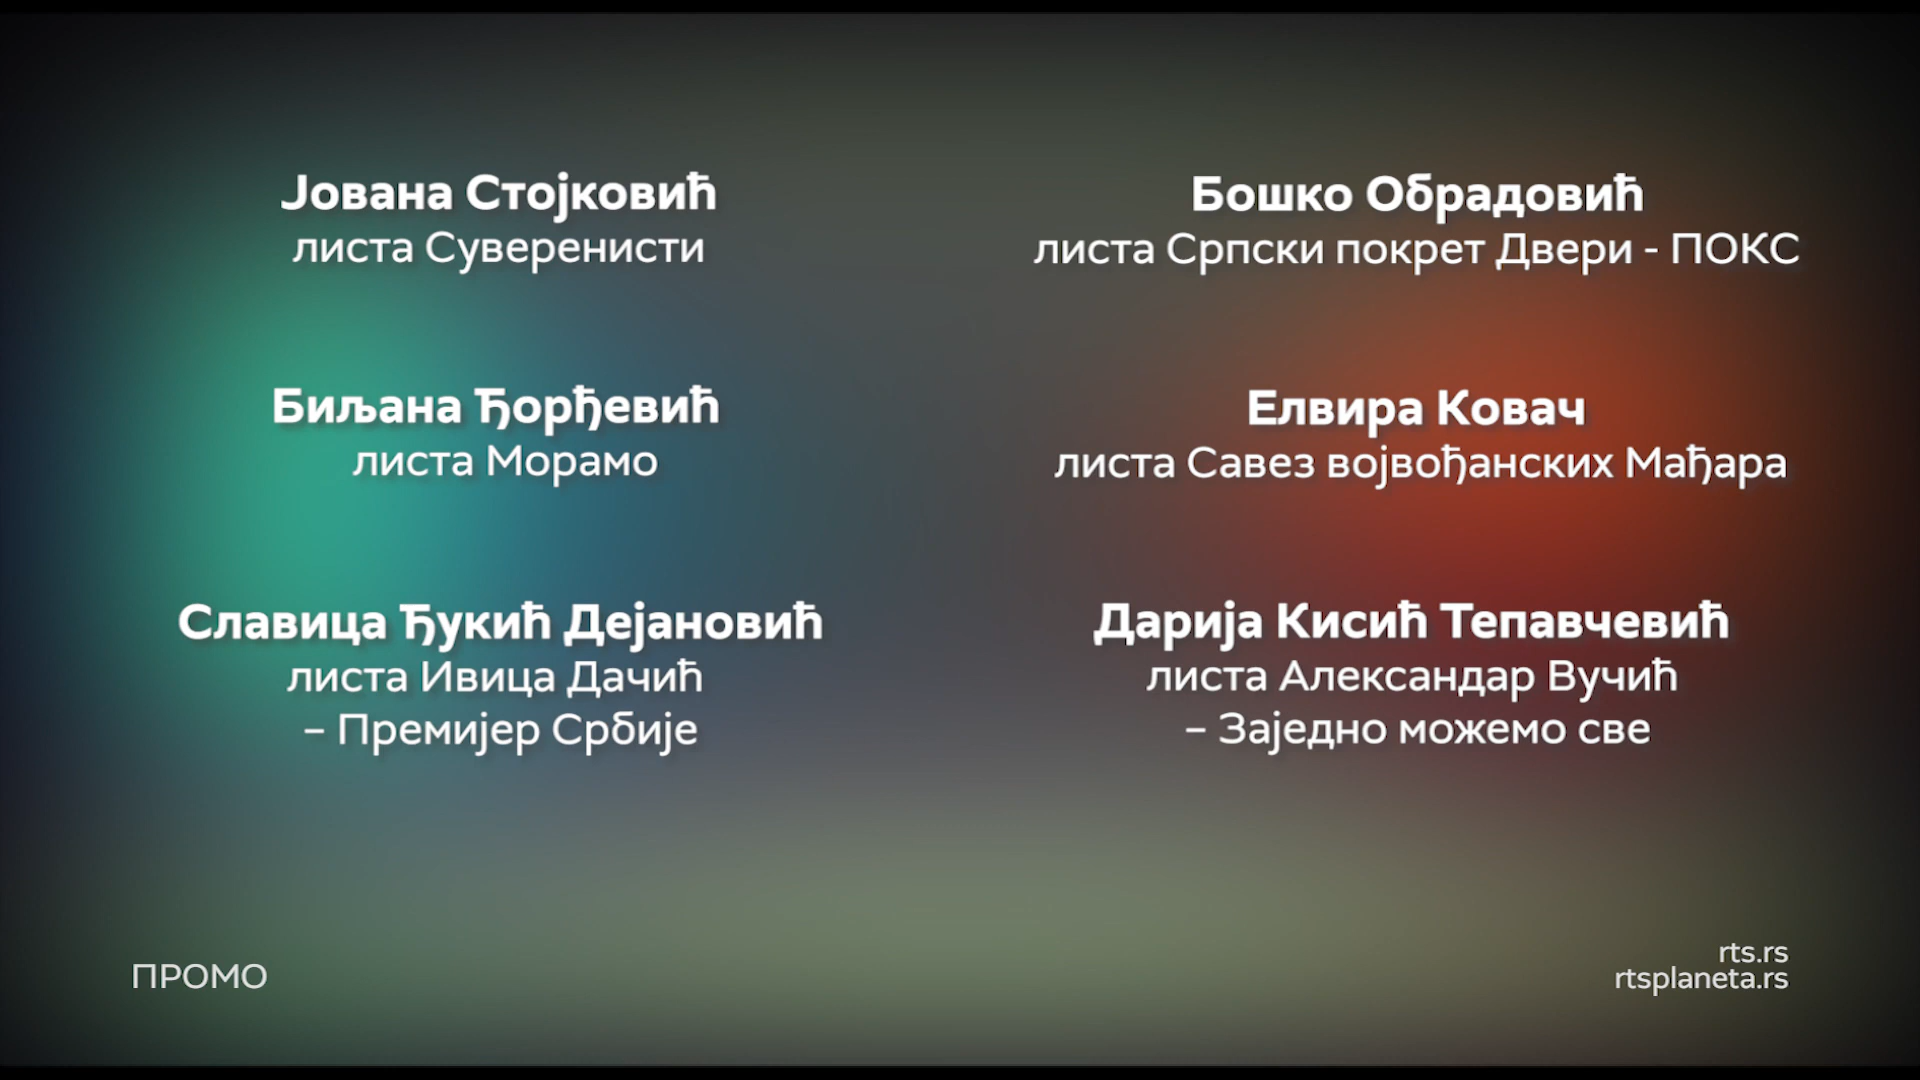 Јована Стојковић
листа Суверенисти
Бошко Обрадовић
листа Српски покрет Двери - ПОКС
Биљана Ђорђевић
листа Морамо
Елвира Ковач
листа Савез војвођанских Мађара
Славица Ђукић Дејановић
листа Ивица Дачић
– Премијер Србије
Дарија Кисић Тепавчевић
листа Александар Вучић
– Заједно можемо све
ПРОМО
rts.rs
rtsplaneta.rs